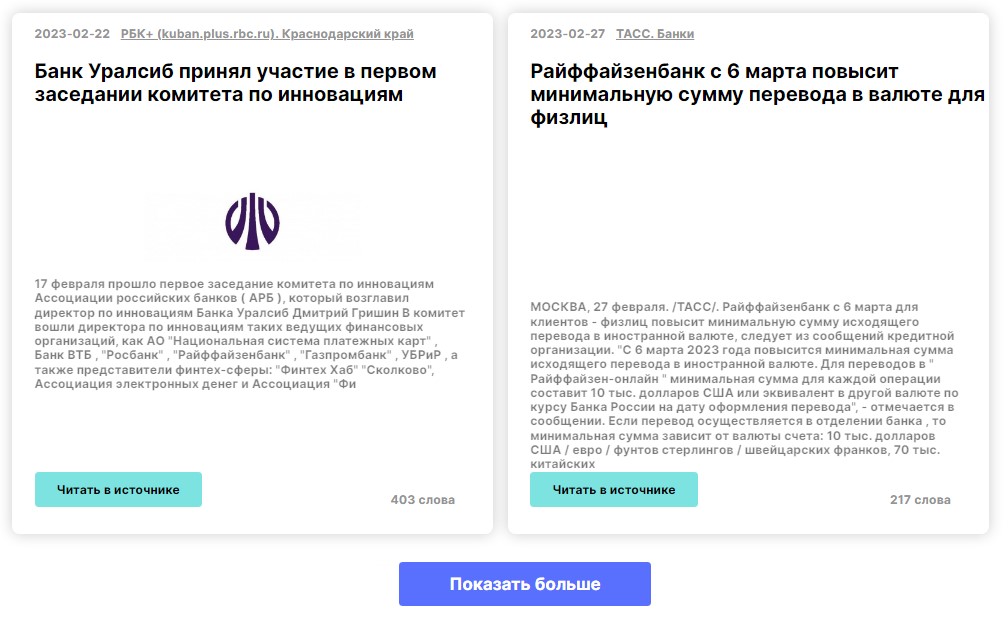 2023-02-22 РБК+ (kuban.plus.rbc.ru). Краснодарский край
Банк Уралсиб принял участие в первом
заседании комитета по инновациям
17 февраля прошло первое заседание комитета по инновациям
Ассоциации российских банков ( АРБ ), который возглавил
директор по инновациям Банка Уралсиб Дмитрий Гришин В комитет
вошли директора по инновациям таких ведущих финансовых
организаций, как АО "Национальная система платежных карт" ,
Банк ВТБ , "Росбанк" , "Райффайзенбанк" , "Газпромбанк" , УБРиР , а
также представители финтех-сферы: "Финтех Хаб" "Сколково",
Ассоциация электронных денег и Ассоциация "Фи
Читать в источнике
403 слова
2023-02-27 ТАСС. Банки
Райффайзенбанк с 6 марта повысит
минимальную сумму перевода в валюте для
физлиц
МОСКВА, 27 февраля. /ТАСС/. Райффайзенбанк с 6 марта для
клиентов - физлиц повысит минимальную сумму исходящего
перевода в иностранной валюте, следует из сообщений кредитной
организации. "С 6 марта 2023 года повысится минимальная сумма
исходящего перевода в иностранной валюте. Для переводов в "
Райффайзен-онлайн " минимальная сумма для каждой операции
составит 10 тыс. долларов США или эквивалент в другой валюте по
курсу Банка России на дату оформления перевода", - отмечается в
сообщении. Если перевод осуществляется в отделении банка , то
минимальная сумма зависит от валюты счета: 10 тыс. долларов
США / евро / фунтов стерлингов / швейцарских франков, 70 тыс.
китайских
Читать в источнике
217 слова
Показать больше